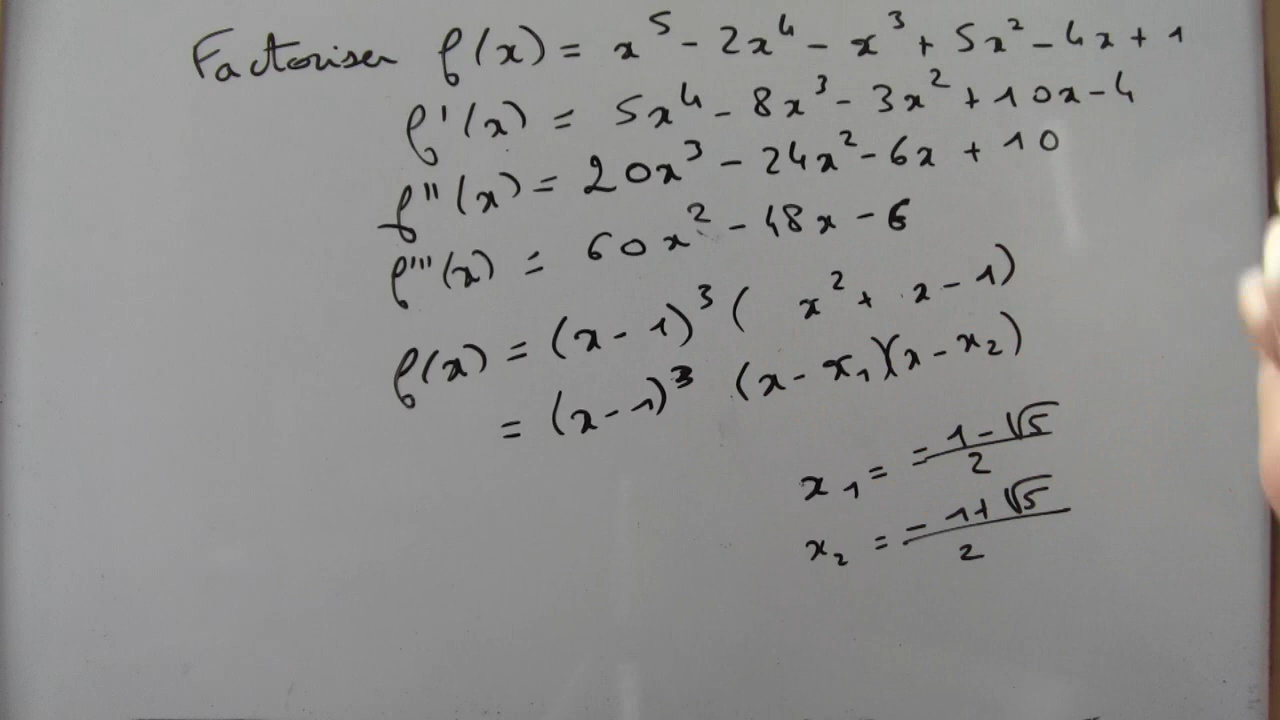 Factoriser f(x) = x⁵ - 2x⁴ - x³ + 5x² - 4x + 1
f'(x) = 5x⁴ - 8x³ - 3x² + 10x - 4
f''(x) = 20x³ - 24x² - 6x + 10
f'''(x) = 60x² - 48x - 6
f(x) = (x - 1)³ ( x² + x - 1)
= (x - 1)³ (x - x₁)(x - x₂)
x₁ = (-1 - √5)/2
x₂ = (-1 + √5)/2